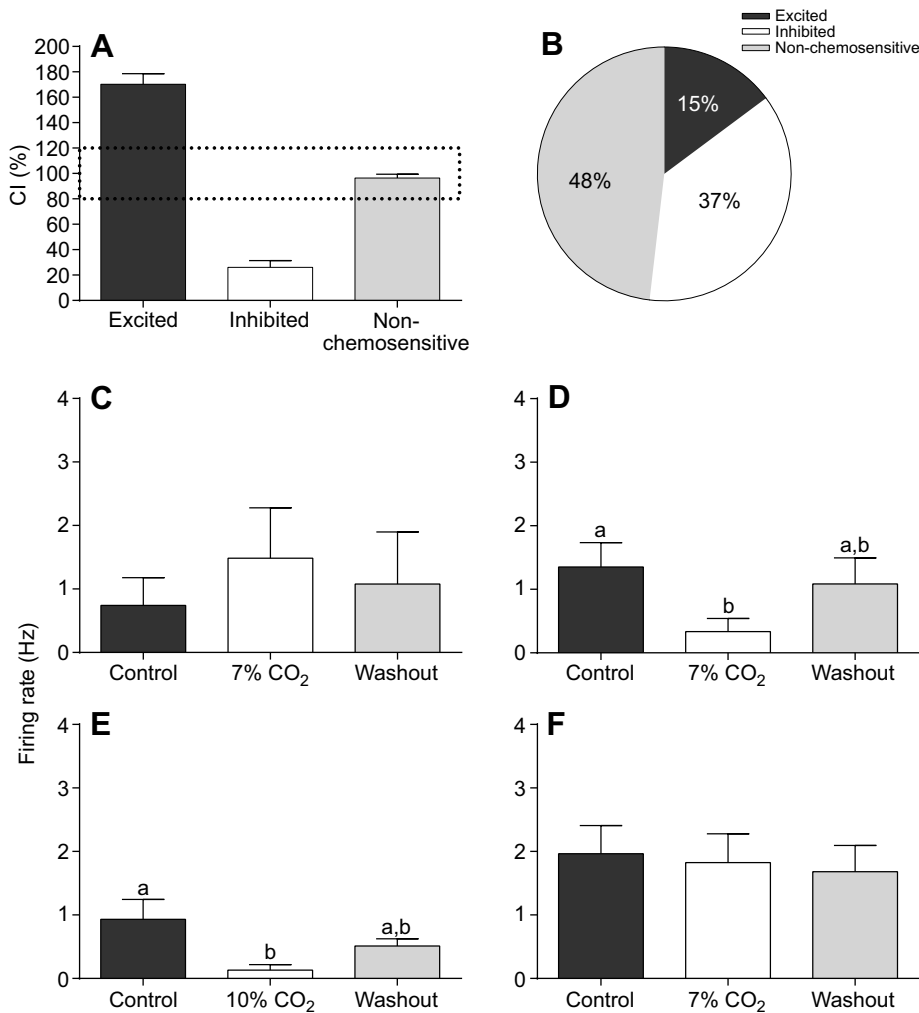 A
CI (%)
200
180
160
140
120
100
80
60
40
20
0
Excited
Inhibited
Non-
chemosensitive
B
Excited
Inhibited
Non-chemosensitive
15%
37%
48%
Firing rate (Hz)
C
4
3
2
1
0
Control
7% CO₂
Washout
D
4
3
2
1
0
a
b
a,b
Control
7% CO₂
Washout
E
4
3
2
1
0
a
b
a,b
Control
10% CO₂
Washout
F
4
3
2
1
0
Control
7% CO₂
Washout